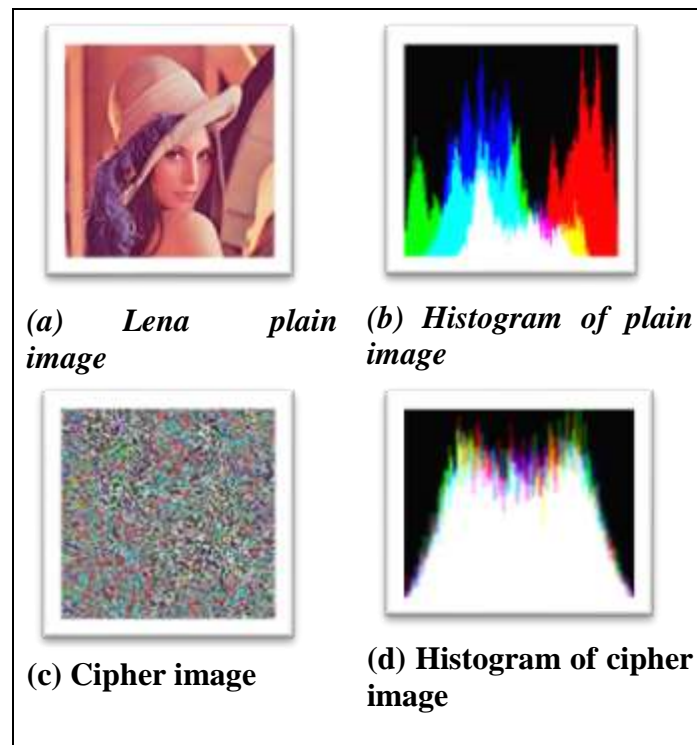 (a) Lena plain
image
(b) Histogram of plain
image
(c) Cipher image
(d) Histogram of cipher
image